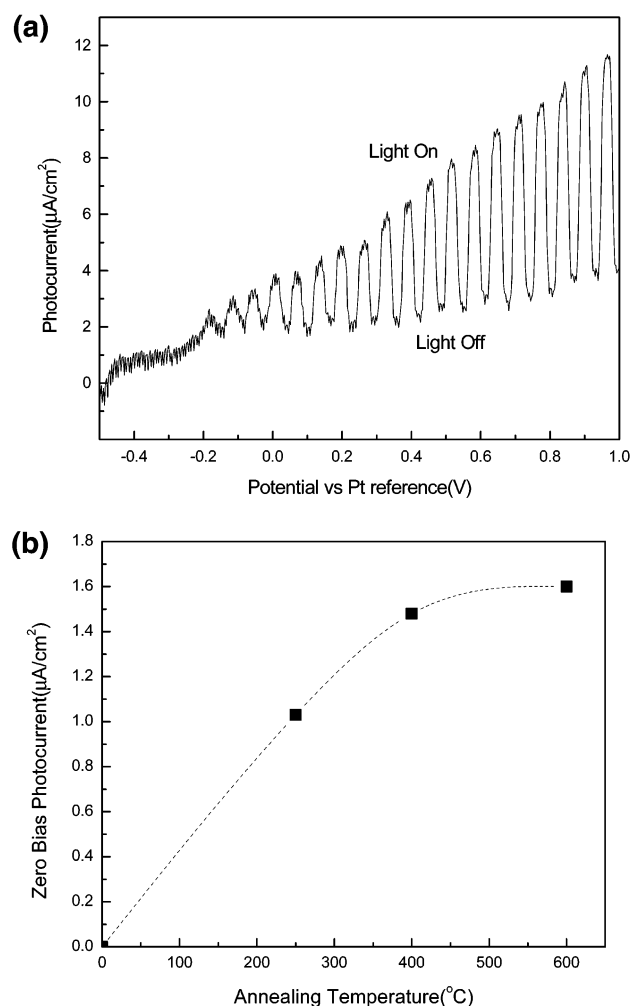 (a)
12
10
8
6
4
2
0
Photocurrent(μA/cm²)
Light On
Light Off
-0.4 -0.2 0.0 0.2 0.4 0.6 0.8 1.0
Potential vs Pt reference(V)
(b)
1.8
1.6
1.4
1.2
1.0
0.8
0.6
0.4
0.2
0.0
Zero Bias Photocurrent(μA/cm²)
0 100 200 300 400 500 600
Annealing Temperature(°C)